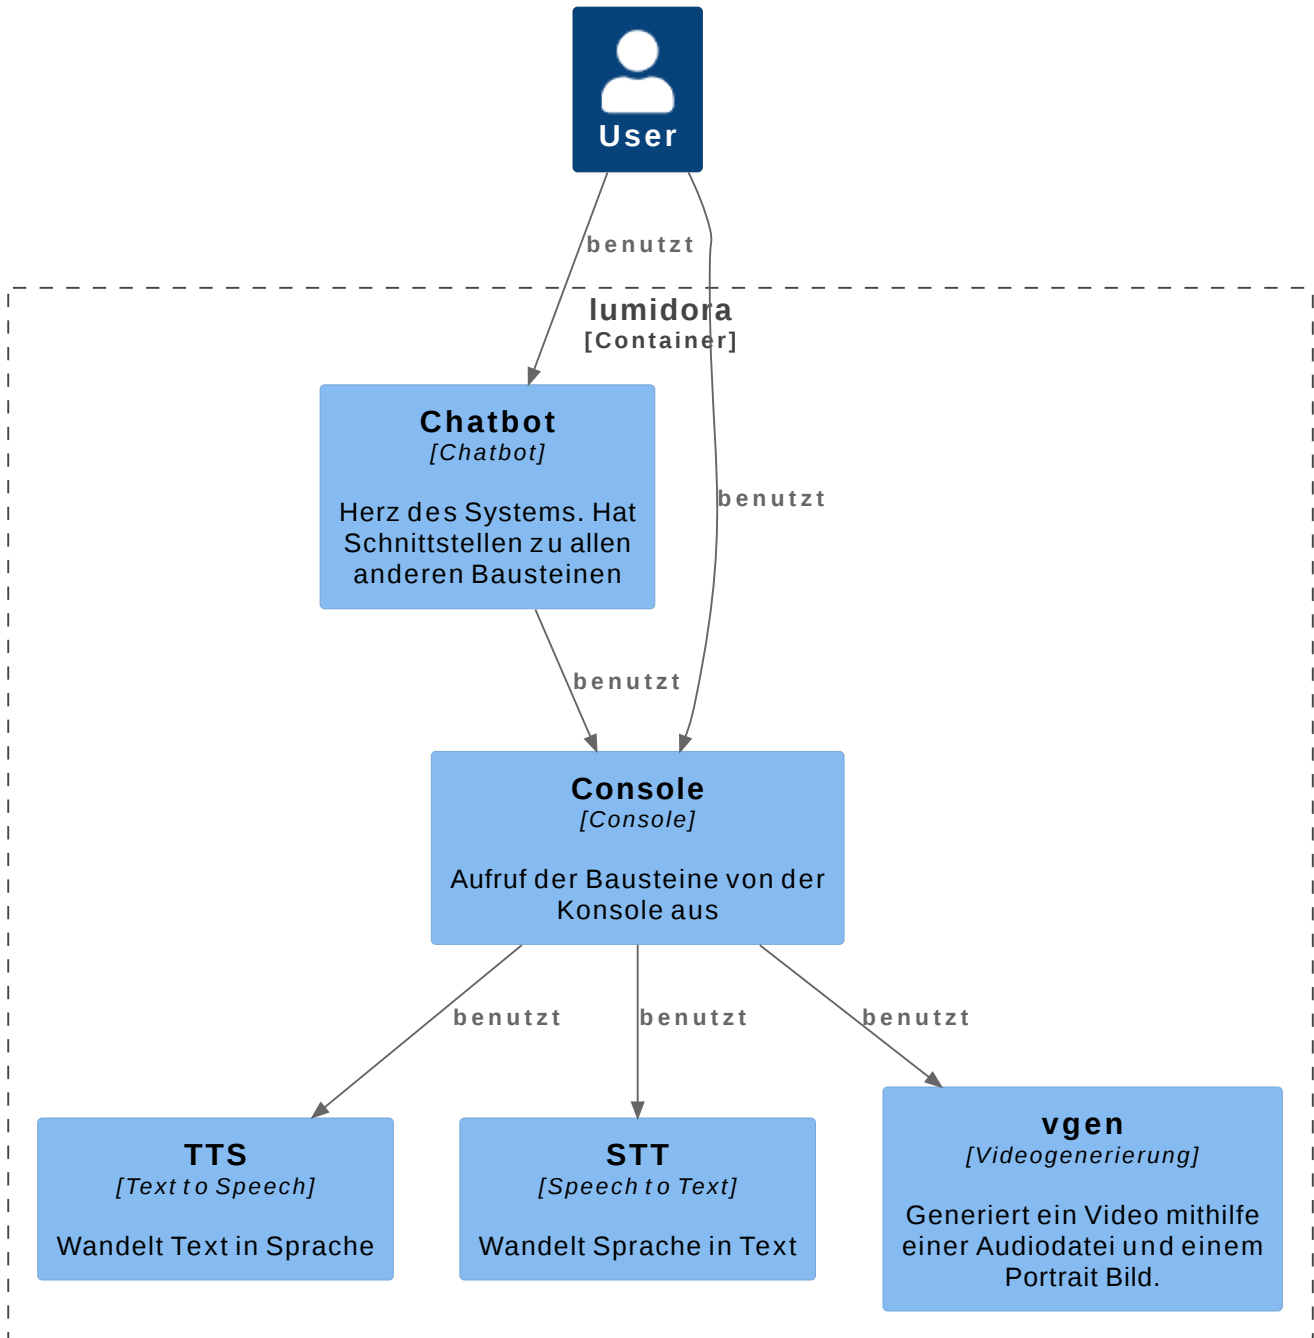 User
benutzt
lumidora
[Container]
Chatbot
[Chatbot]
Herz des Systems. Hat
Schnittstellen zu allen
anderen Bausteinen
benutzt
benutzt
Console
[Console]
Aufruf der Bausteine von der
Konsole aus
benutzt
benutzt
benutzt
TTS
[Text to Speech]
Wandelt Text in Sprache
STT
[Speech to Text]
Wandelt Sprache in Text
vgen
[Videogenerierung]
Generiert ein Video mithilfe
einer Audiodatei und einem
Portrait Bild.